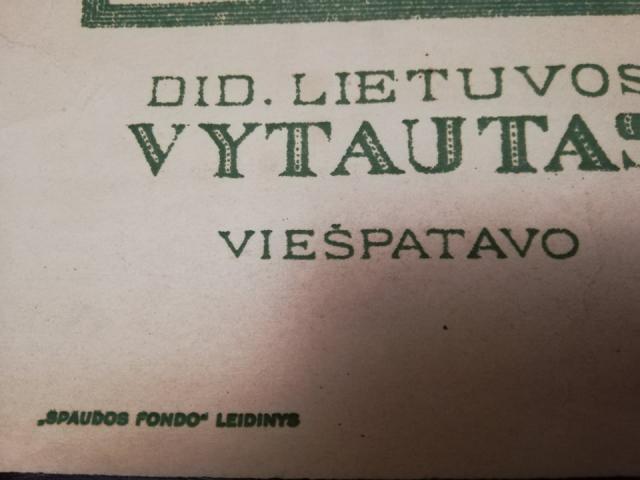 DID. LIETUVOS
VYTAUTAS
VIEŠPATAVO
„SPAUDOS FONDO“ LEIDINYS